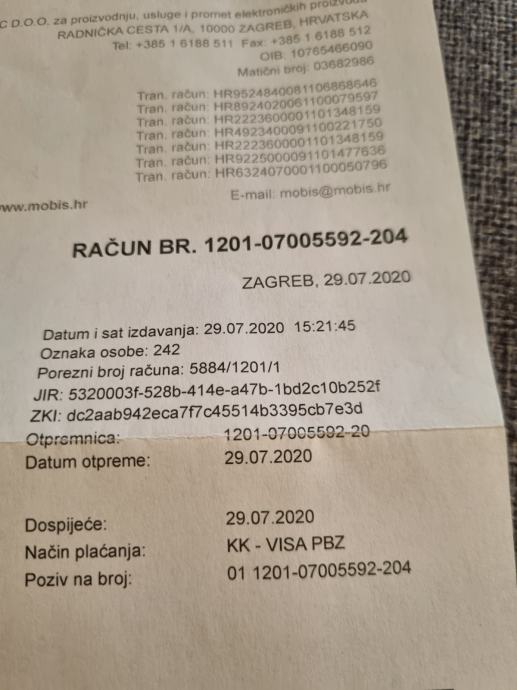 C D.O.O. za proizvodnju, usluge i promet elektroničkih proizvoda
RADNIČKA CESTA 1/A, 10000 ZAGREB, HRVATSKA
Tel: +385 1 6188 511 Fax: +385 1 6188 512
OIB: 10765466090
Matični broj: 03682986
Tran. račun: HR9524840081106868646
Tran. račun: HR8924020061100079597
Tran. račun: HR2223600001101348159
Tran. račun: HR4923400091100221750
Tran. račun: HR2223600001101348159
Tran. račun: HR9225000091101477636
Tran. račun: HR6324070001100050796
www.mobis.hr E-mail: mobis@mobis.hr
RAČUN BR. 1201-07005592-204
ZAGREB, 29.07.2020
Datum i sat izdavanja: 29.07.2020 15:21:45
Oznaka osobe: 242
Porezni broj računa: 5884/1201/1
JIR: 5320003f-528b-414e-a47b-1bd2c10b252f
ZKI: dc2aab942eca7f7c45514b3395cb7e3d
Otpremnica: 1201-07005592-20
Datum otpreme: 29.07.2020
Dospijeće: 29.07.2020
Način plaćanja: KK - VISA PBZ
Poziv na broj: 01 1201-07005592-204